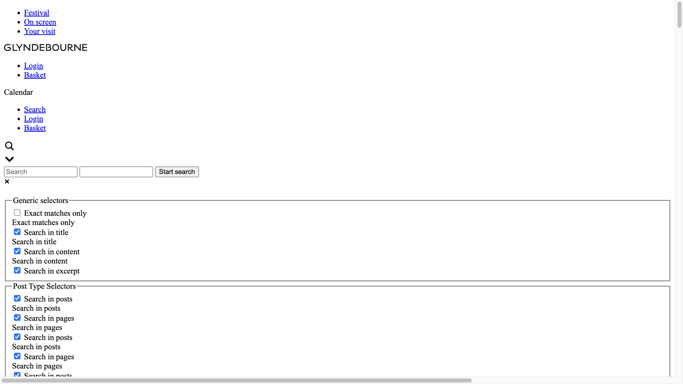 Festival
On screen
Your visit
GLYNDEBOURNE
Login
Basket
Calendar
Search
Login
Basket
Search
Start search
Generic selectors
Exact matches only
Exact matches only
Search in title
Search in title
Search in content
Search in content
Search in excerpt
Post Type Selectors
Search in posts
Search in posts
Search in pages
Search in pages
Search in posts
Search in posts
Search in pages
Search in pages
Search in posts